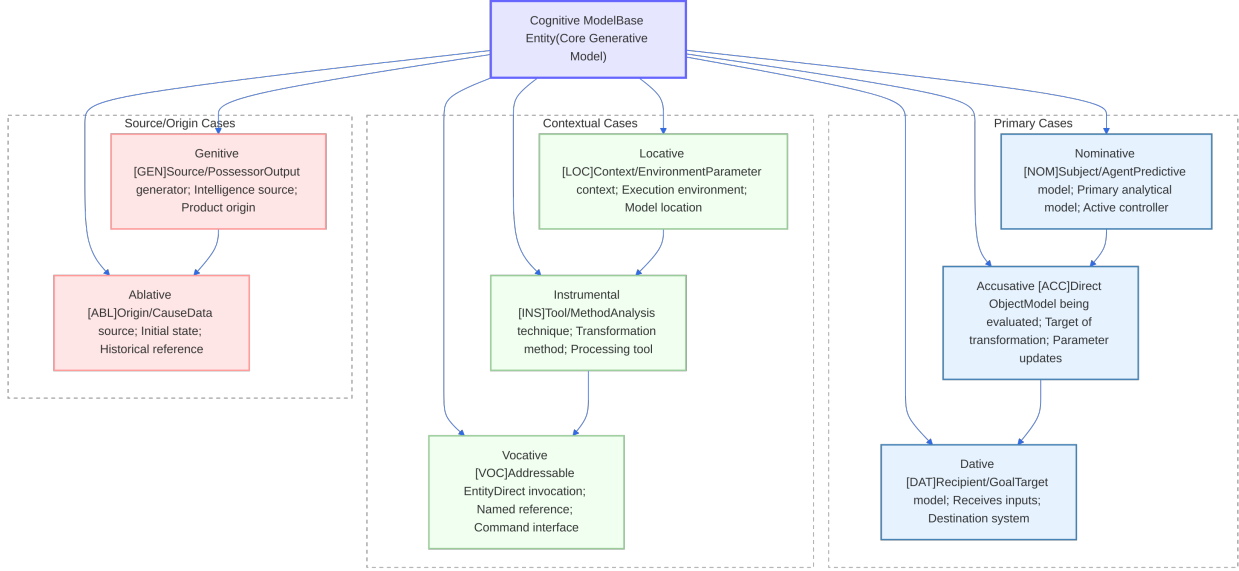 Cognitive ModelBase
Entity(Core Generative
Model)
Source/Origin Cases
Genitive
[GEN]Source/PossessorOutput
generator; Intelligence source;
Product origin
Ablative
[ABL]Origin/CauseData
source; Initial state;
Historical reference
Contextual Cases
Locative
[LOC]Context/EnvironmentParameter
context; Execution environment;
Model location
Instrumental
[INS]Tool/MethodAnalysis
technique; Transformation
method; Processing tool
Vocative
[VOC]Addressable
EntityDirect invocation;
Named reference;
Command interface
Primary Cases
Nominative
[NOM]Subject/AgentPredictive
model; Primary analytical
model; Active controller
Accusative [ACC]Direct
ObjectModel being
evaluated; Target of
transformation; Parameter
updates
Dative
[DAT]Recipient/GoalTarget
model; Receives inputs;
Destination system